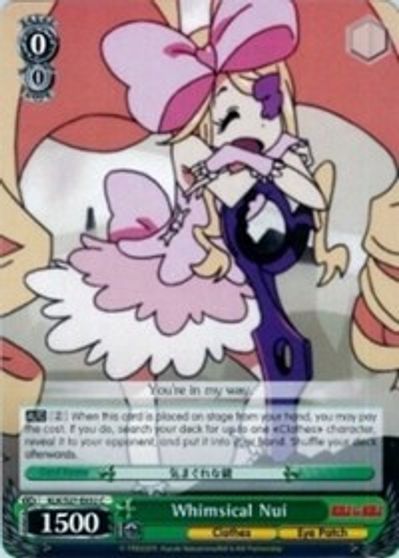 0
0
You're in my way.
AUTO [(2)] When this card is placed on stage from your hand, you may pay
the cost. If you do, search your deck for up to one «Clothes» character,
reveal it to your opponent, and put it into your hand. Shuffle your deck
afterwards.
気まぐれな縫
1500
Whimsical Nui
Clothes
Eye Patch